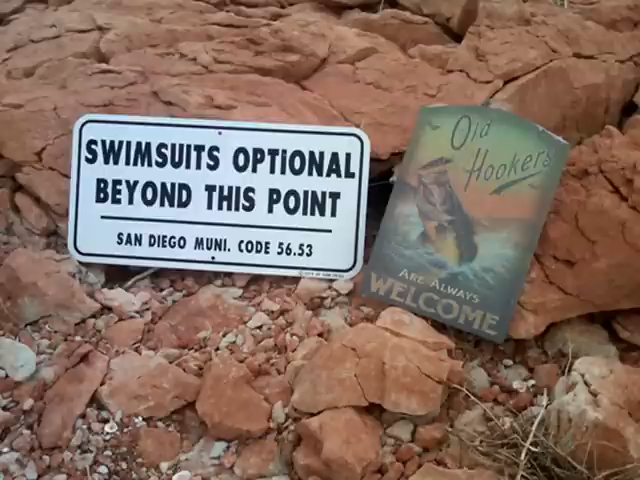 SWIMSUITS OPTIONAL
BEYOND THIS POINT
SAN DIEGO MUNI. CODE 56.53
Old
Hookers
ARE ALWAYS
WELCOME